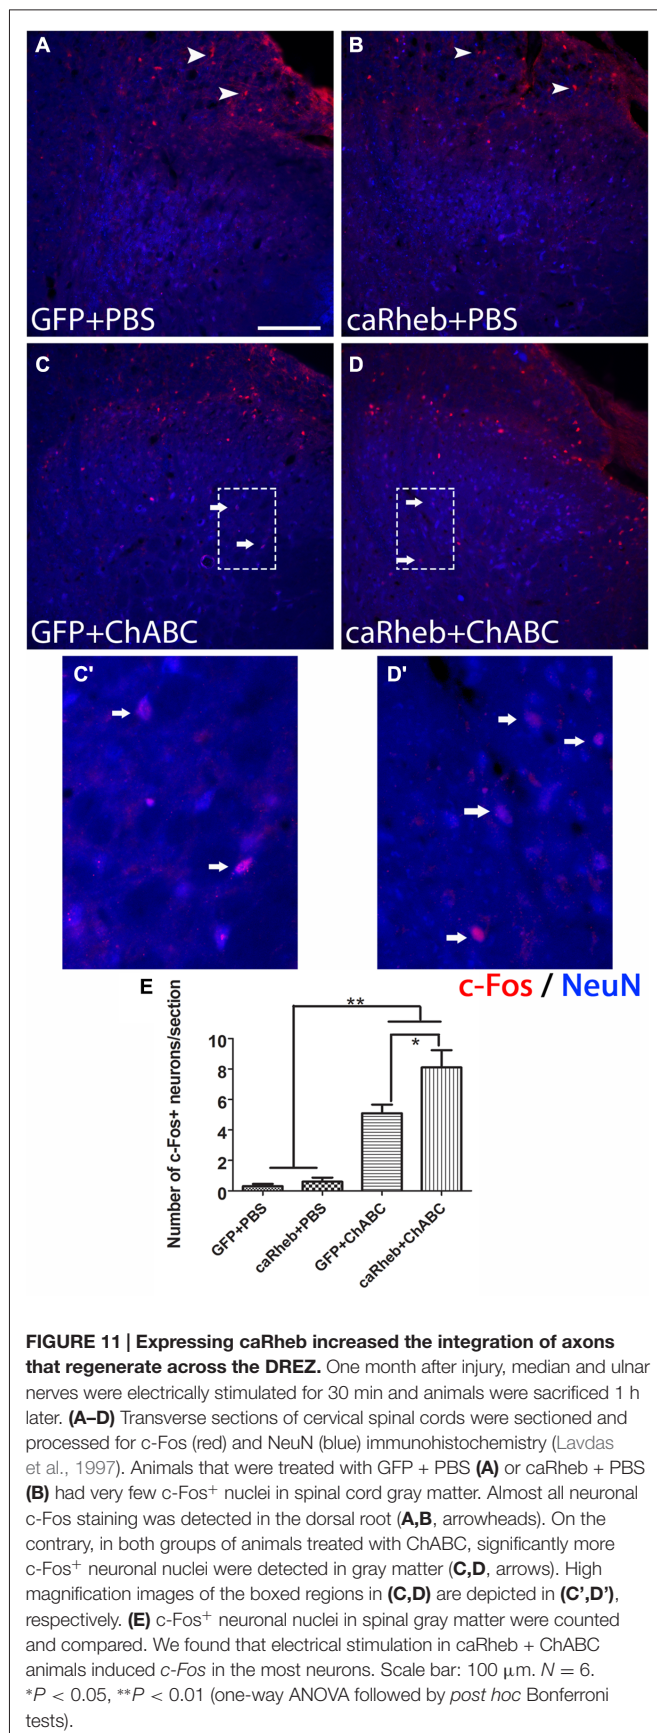 A
B
GFP+PBS
caRheb+PBS
C
D
GFP+ChABC
caRheb+ChABC
C'
D'
c-Fos / NeuN
E
**
*
Number of c-Fos+ neurons/section
10
8
6
4
2
0
GFP+PBS
caRheb+PBS
GFP+ChABC
caRheb+ChABC
FIGURE 11 | Expressing caRheb increased the integration of axons
that regenerate across the DREZ. One month after injury, median and ulnar
nerves were electrically stimulated for 30 min and animals were sacrificed 1 h
later. (A–D) Transverse sections of cervical spinal cords were sectioned and
processed for c-Fos (red) and NeuN (blue) immunohistochemistry (Lavdas
et al., 1997). Animals that were treated with GFP + PBS (A) or caRheb + PBS
(B) had very few c-Fos⁺ nuclei in spinal cord gray matter. Almost all neuronal
c-Fos staining was detected in the dorsal root (A,B, arrowheads). On the
contrary, in both groups of animals treated with ChABC, significantly more
c-Fos⁺ neuronal nuclei were detected in gray matter (C,D, arrows). High
magnification images of the boxed regions in (C,D) are depicted in (C',D'),
respectively. (E) c-Fos⁺ neuronal nuclei in spinal gray matter were counted
and compared. We found that electrical stimulation in caRheb + ChABC
animals induced c-Fos in the most neurons. Scale bar: 100 μm. N = 6.
*P < 0.05, **P < 0.01 (one-way ANOVA followed by post hoc Bonferroni
tests).